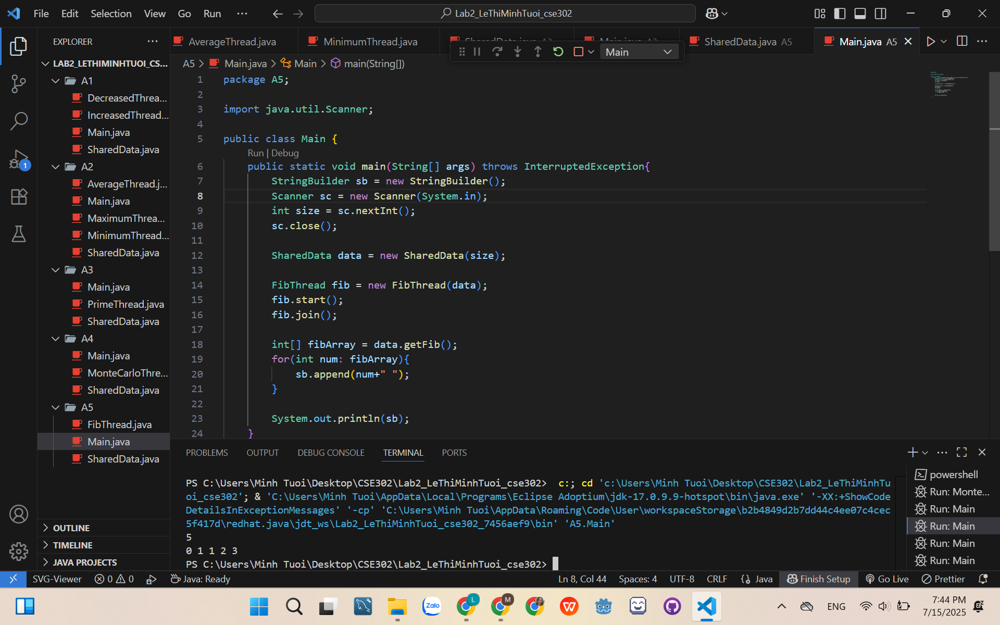 File Edit Selection View Go Run ···
Lab2_LeThiMinhTuoi_cse302
EXPLORER
LAB2_LETHIMINHTUOI_CS...
A1
DecreasedThrea...
IncreasedThread...
Main.java
SharedData.java
A2
AverageThread.j...
Main.java
MaximumThrea...
MinimumThread...
SharedData.java
A3
Main.java
PrimeThread.java
SharedData.java
A4
Main.java
MonteCarloThre...
SharedData.java
A5
FibThread.java
Main.java
SharedData.java
OUTLINE
TIMELINE
JAVA PROJECTS
1
AverageThread.java MinimumThread.java SharedData.java A5 Main.java A5
Main
A5 > Main.java > Main > main(String[])
1 package A5;
2
3 import java.util.Scanner;
4
5 public class Main {
Run | Debug
6 public static void main(String[] args) throws InterruptedException{
7 StringBuilder sb = new StringBuilder();
8 Scanner sc = new Scanner(System.in);
9 int size = sc.nextInt();
10 sc.close();
11
12 SharedData data = new SharedData(size);
13
14 FibThread fib = new FibThread(data);
15 fib.start();
16 fib.join();
17
18 int[] fibArray = data.getFib();
19 for(int num: fibArray){
20 sb.append(num+" ");
21 }
22
23 System.out.println(sb);
24 }
PROBLEMS OUTPUT DEBUG CONSOLE TERMINAL PORTS
PS C:\Users\Minh Tuoi\Desktop\CSE302\Lab2_LeThiMinhTuoi_cse302> c:; cd 'c:\Users\Minh Tuoi\Desktop\CSE302\Lab2_LeThiMinhTu
oi_cse302'; & 'C:\Users\Minh Tuoi\AppData\Local\Programs\Eclipse Adoptium\jdk-17.0.9.9-hotspot\bin\java.exe' '-XX:+ShowCode
DetailsInExceptionMessages' '-cp' 'C:\Users\Minh Tuoi\AppData\Roaming\Code\User\workspaceStorage\b2b4849d2b7dd44c4ee07c4cec
5f417d\redhat.java\jdt_ws\Lab2_LeThiMinhTuoi_cse302_7456aef9\bin' 'A5.Main'
5
0 1 1 2 3
PS C:\Users\Minh Tuoi\Desktop\CSE302\Lab2_LeThiMinhTuoi_cse302>
powershell
Run: Monte...
Run: Main
Run: Main
Run: Main
Run: Main
SVG-Viewer 0 0 Java: Ready Ln 8, Col 44 Spaces: 4 UTF-8 CRLF {} Java Finish Setup Go Live Prettier
Zalo L M
ENG
7:44 PM
7/15/2025